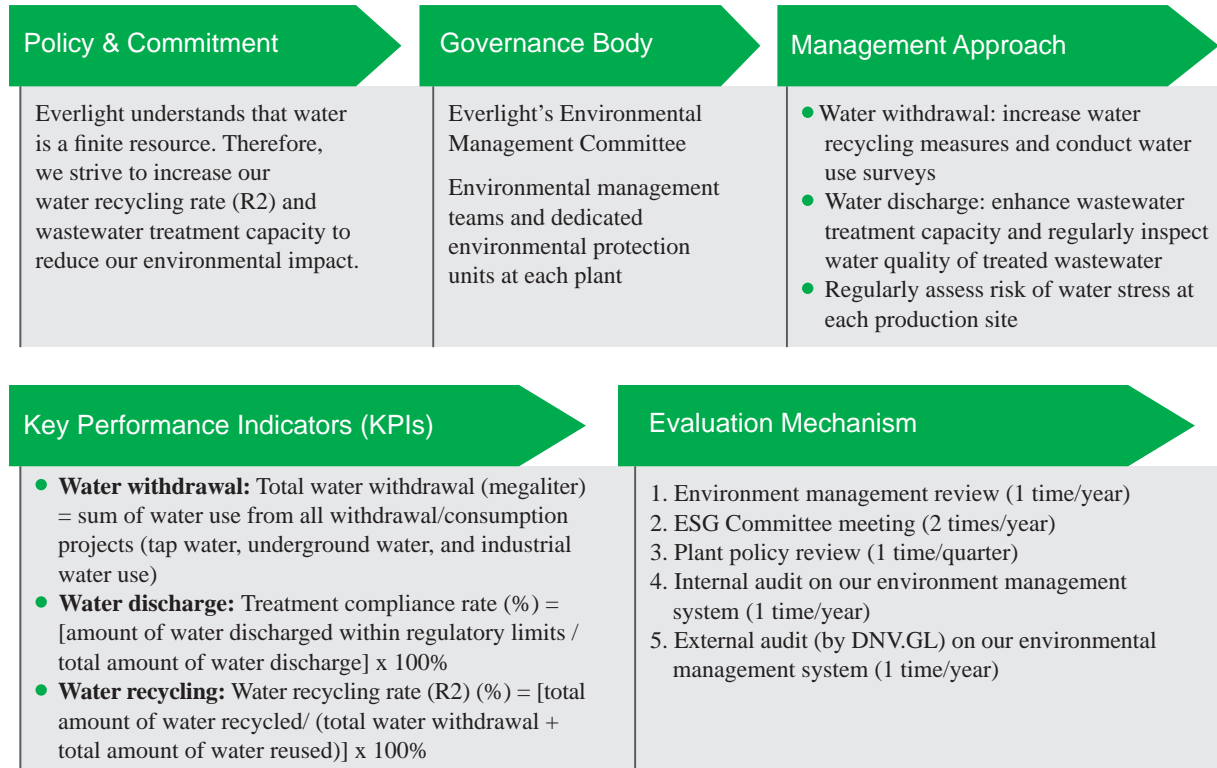 Policy & Commitment
Everlight understands that water
is a finite resource. Therefore,
we strive to increase our
water recycling rate (R2) and
wastewater treatment capacity to
reduce our environmental impact.
Governance Body
Everlight's Environmental
Management Committee
Environmental management
teams and dedicated
environmental protection
units at each plant
Management Approach
● Water withdrawal: increase water
recycling measures and conduct water
use surveys
● Water discharge: enhance wastewater
treatment capacity and regularly inspect
water quality of treated wastewater
● Regularly assess risk of water stress at
each production site
Key Performance Indicators (KPIs)
● Water withdrawal: Total water withdrawal (megaliter)
= sum of water use from all withdrawal/consumption
projects (tap water, underground water, and industrial
water use)
● Water discharge: Treatment compliance rate (%) =
[amount of water discharged within regulatory limits /
total amount of water discharge] x 100%
● Water recycling: Water recycling rate (R2) (%) = [total
amount of water recycled/ (total water withdrawal +
total amount of water reused)] x 100%
Evaluation Mechanism
1. Environment management review (1 time/year)
2. ESG Committee meeting (2 times/year)
3. Plant policy review (1 time/quarter)
4. Internal audit on our environment management
system (1 time/year)
5. External audit (by DNV.GL) on our environmental
management system (1 time/year)